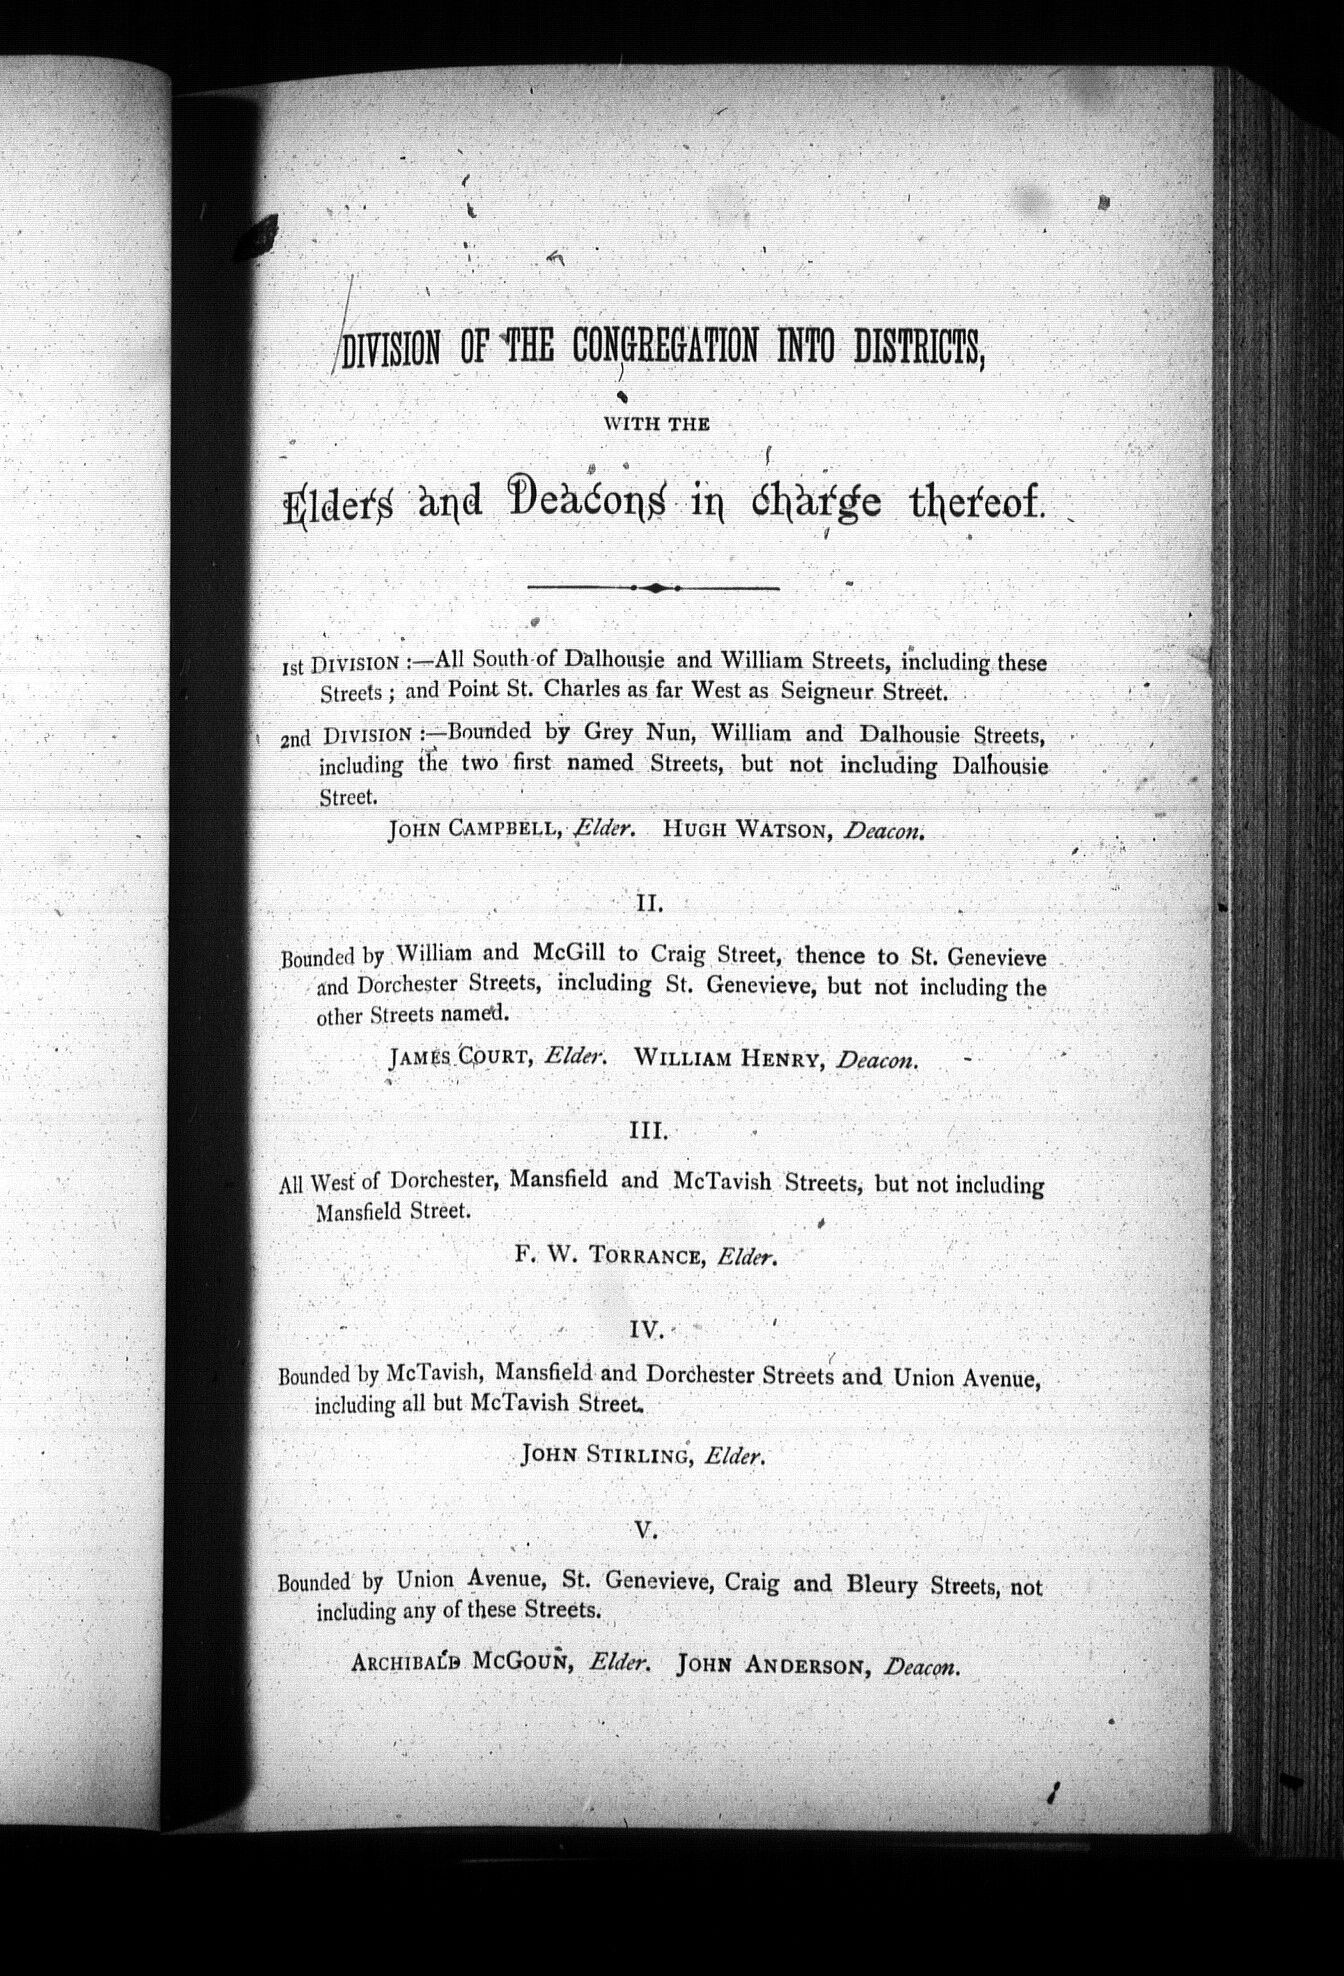 DIVISION OF THE CONGREGATION INTO DISTRICTS,
WITH THE
Elders and Deacons in charge thereof.
1st DIVISION :—All South of Dalhousie and William Streets, including these
Streets ; and Point St. Charles as far West as Seigneur Street.
2nd DIVISION :—Bounded by Grey Nun, William and Dalhousie Streets,
including the two first named Streets, but not including Dalhousie
Street.
JOHN CAMPBELL, Elder. HUGH WATSON, Deacon.
II.
Bounded by William and McGill to Craig Street, thence to St. Genevieve
and Dorchester Streets, including St. Genevieve, but not including the
other Streets named.
JAMES COURT, Elder. WILLIAM HENRY, Deacon.
III.
All West of Dorchester, Mansfield and McTavish Streets, but not including
Mansfield Street.
F. W. TORRANCE, Elder.
IV.
Bounded by McTavish, Mansfield and Dorchester Streets and Union Avenue,
including all but McTavish Street.
JOHN STIRLING, Elder.
V.
Bounded by Union Avenue, St. Genevieve, Craig and Bleury Streets, not
including any of these Streets.
ARCHIBALD MCGOUN, Elder. JOHN ANDERSON, Deacon.